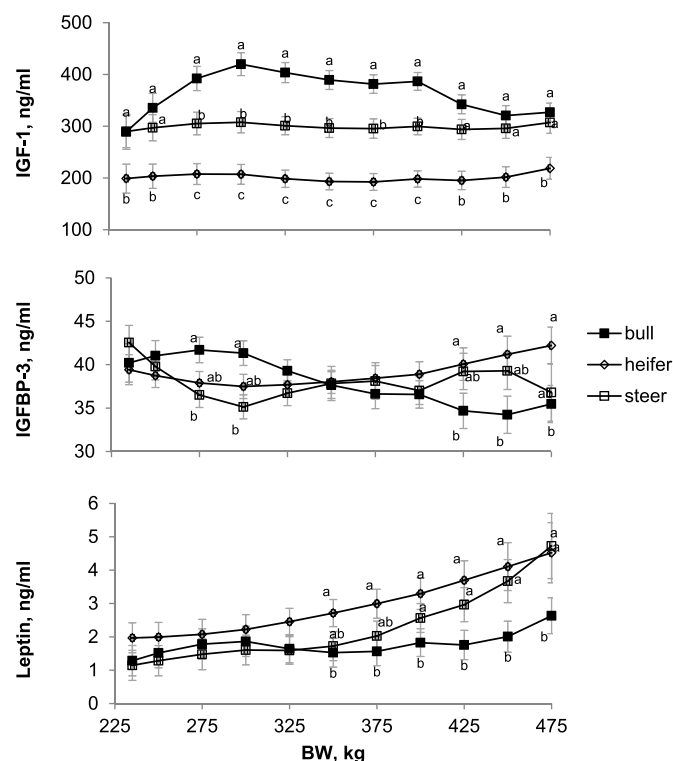 500
a
a a a
a a a
400
a a a
a a
b b b b b b a a a
300
IGF-1, ng/ml
200
b b c c c c c c b b b
100
50
45
a a a a a
40
IGFBP-3, ng/ml
ab ab ab ab ab
35
b b b b b
30
bull
heifer
steer
6
5
a a
a a
4
a a a a
3
Leptin, ng/ml
ab ab a a a
2
b b b b b b
1
0
225 275 325 375 425 475
BW, kg